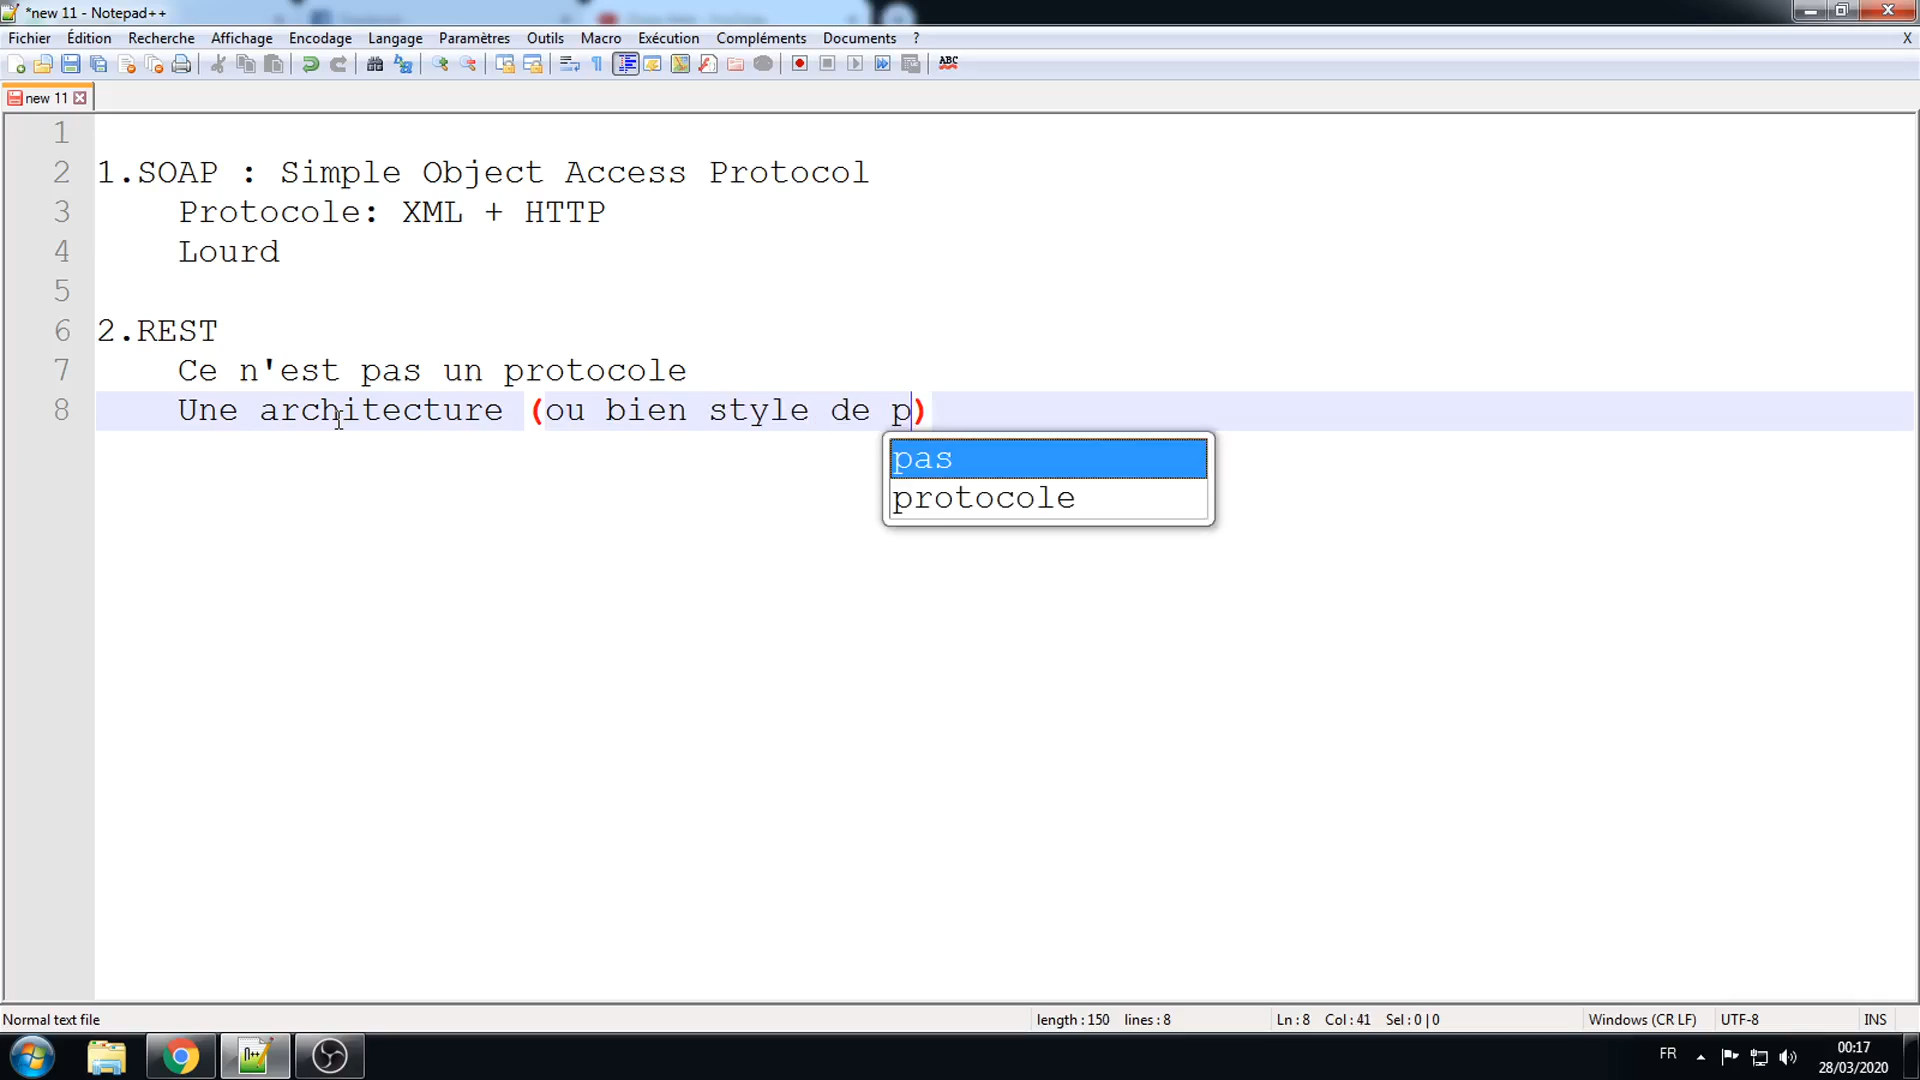 *new 11 - Notepad++
Fichier Édition Recherche Affichage Encodage Langage Paramètres Outils Macro Exécution Compléments Documents ? X
ABC
new 11
1
2 1.SOAP : Simple Object Access Protocol
3 Protocole: XML + HTTP
4 Lourd
5
6 2.REST
7 Ce n'est pas un protocole
8 Une architecture (ou bien style de p)
pas
protocole
Normal text file length : 150 lines : 8 Ln : 8 Col : 41 Sel : 0 | 0 Windows (CR LF) UTF-8 INS
FR 00:17
28/03/2020